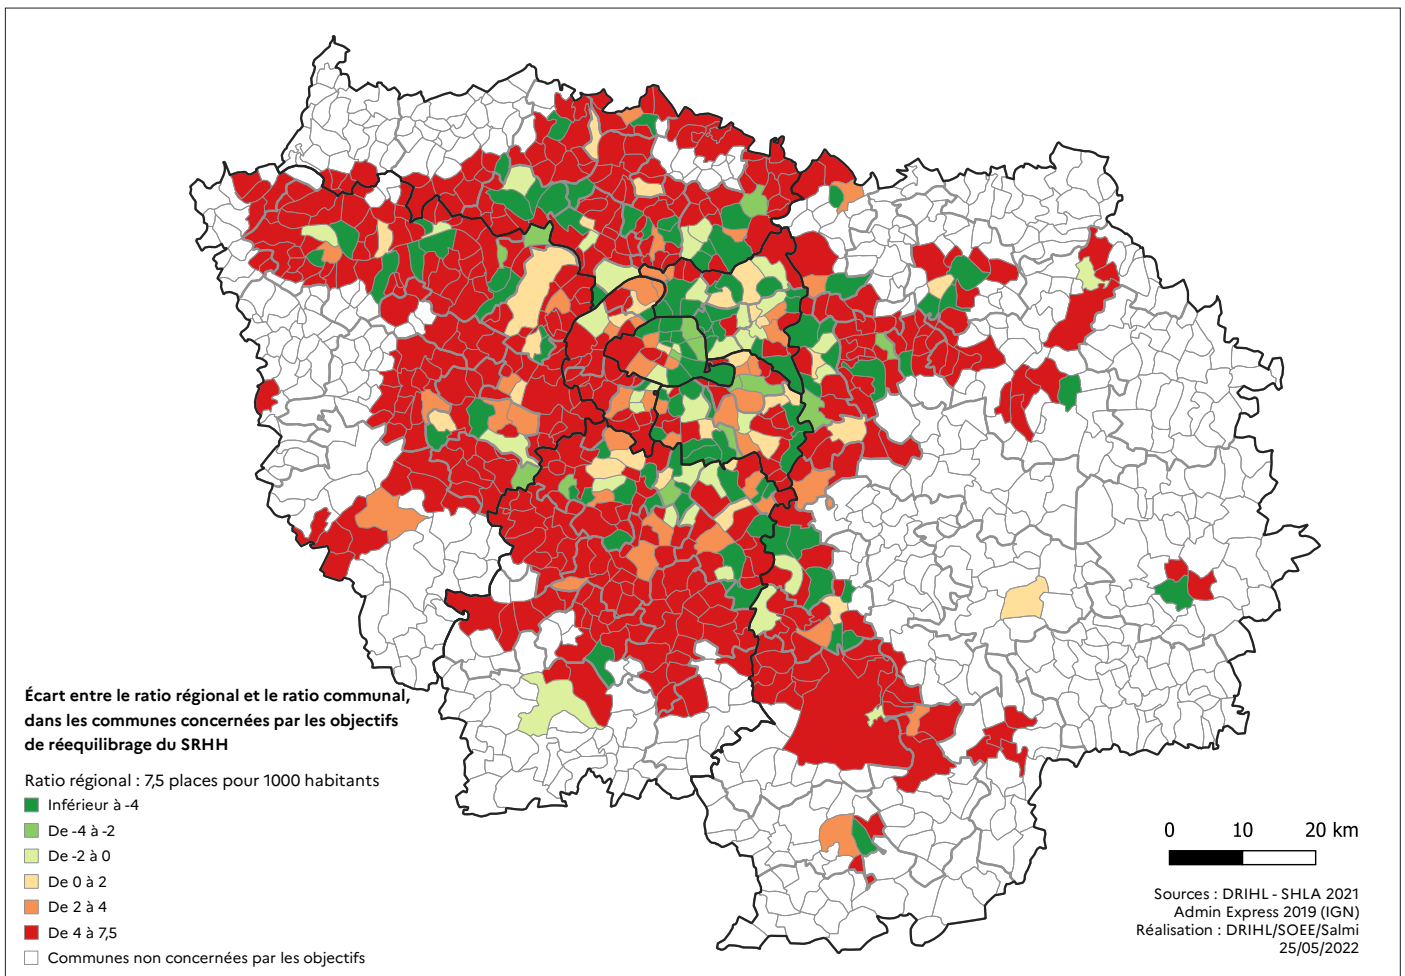 Écart entre le ratio régional et le ratio communal,
dans les communes concernées par les objectifs
de réequilibrage du SRHH
Ratio régional : 7,5 places pour 1000 habitants
Inférieur à -4
De -4 à -2
De -2 à 0
De 0 à 2
De 2 à 4
De 4 à 7,5
Communes non concernées par les objectifs
0 10 20 km
Sources : DRIHL - SHLA 2021
Admin Express 2019 (IGN)
Réalisation : DRIHL/SOEE/Salmi
25/05/2022